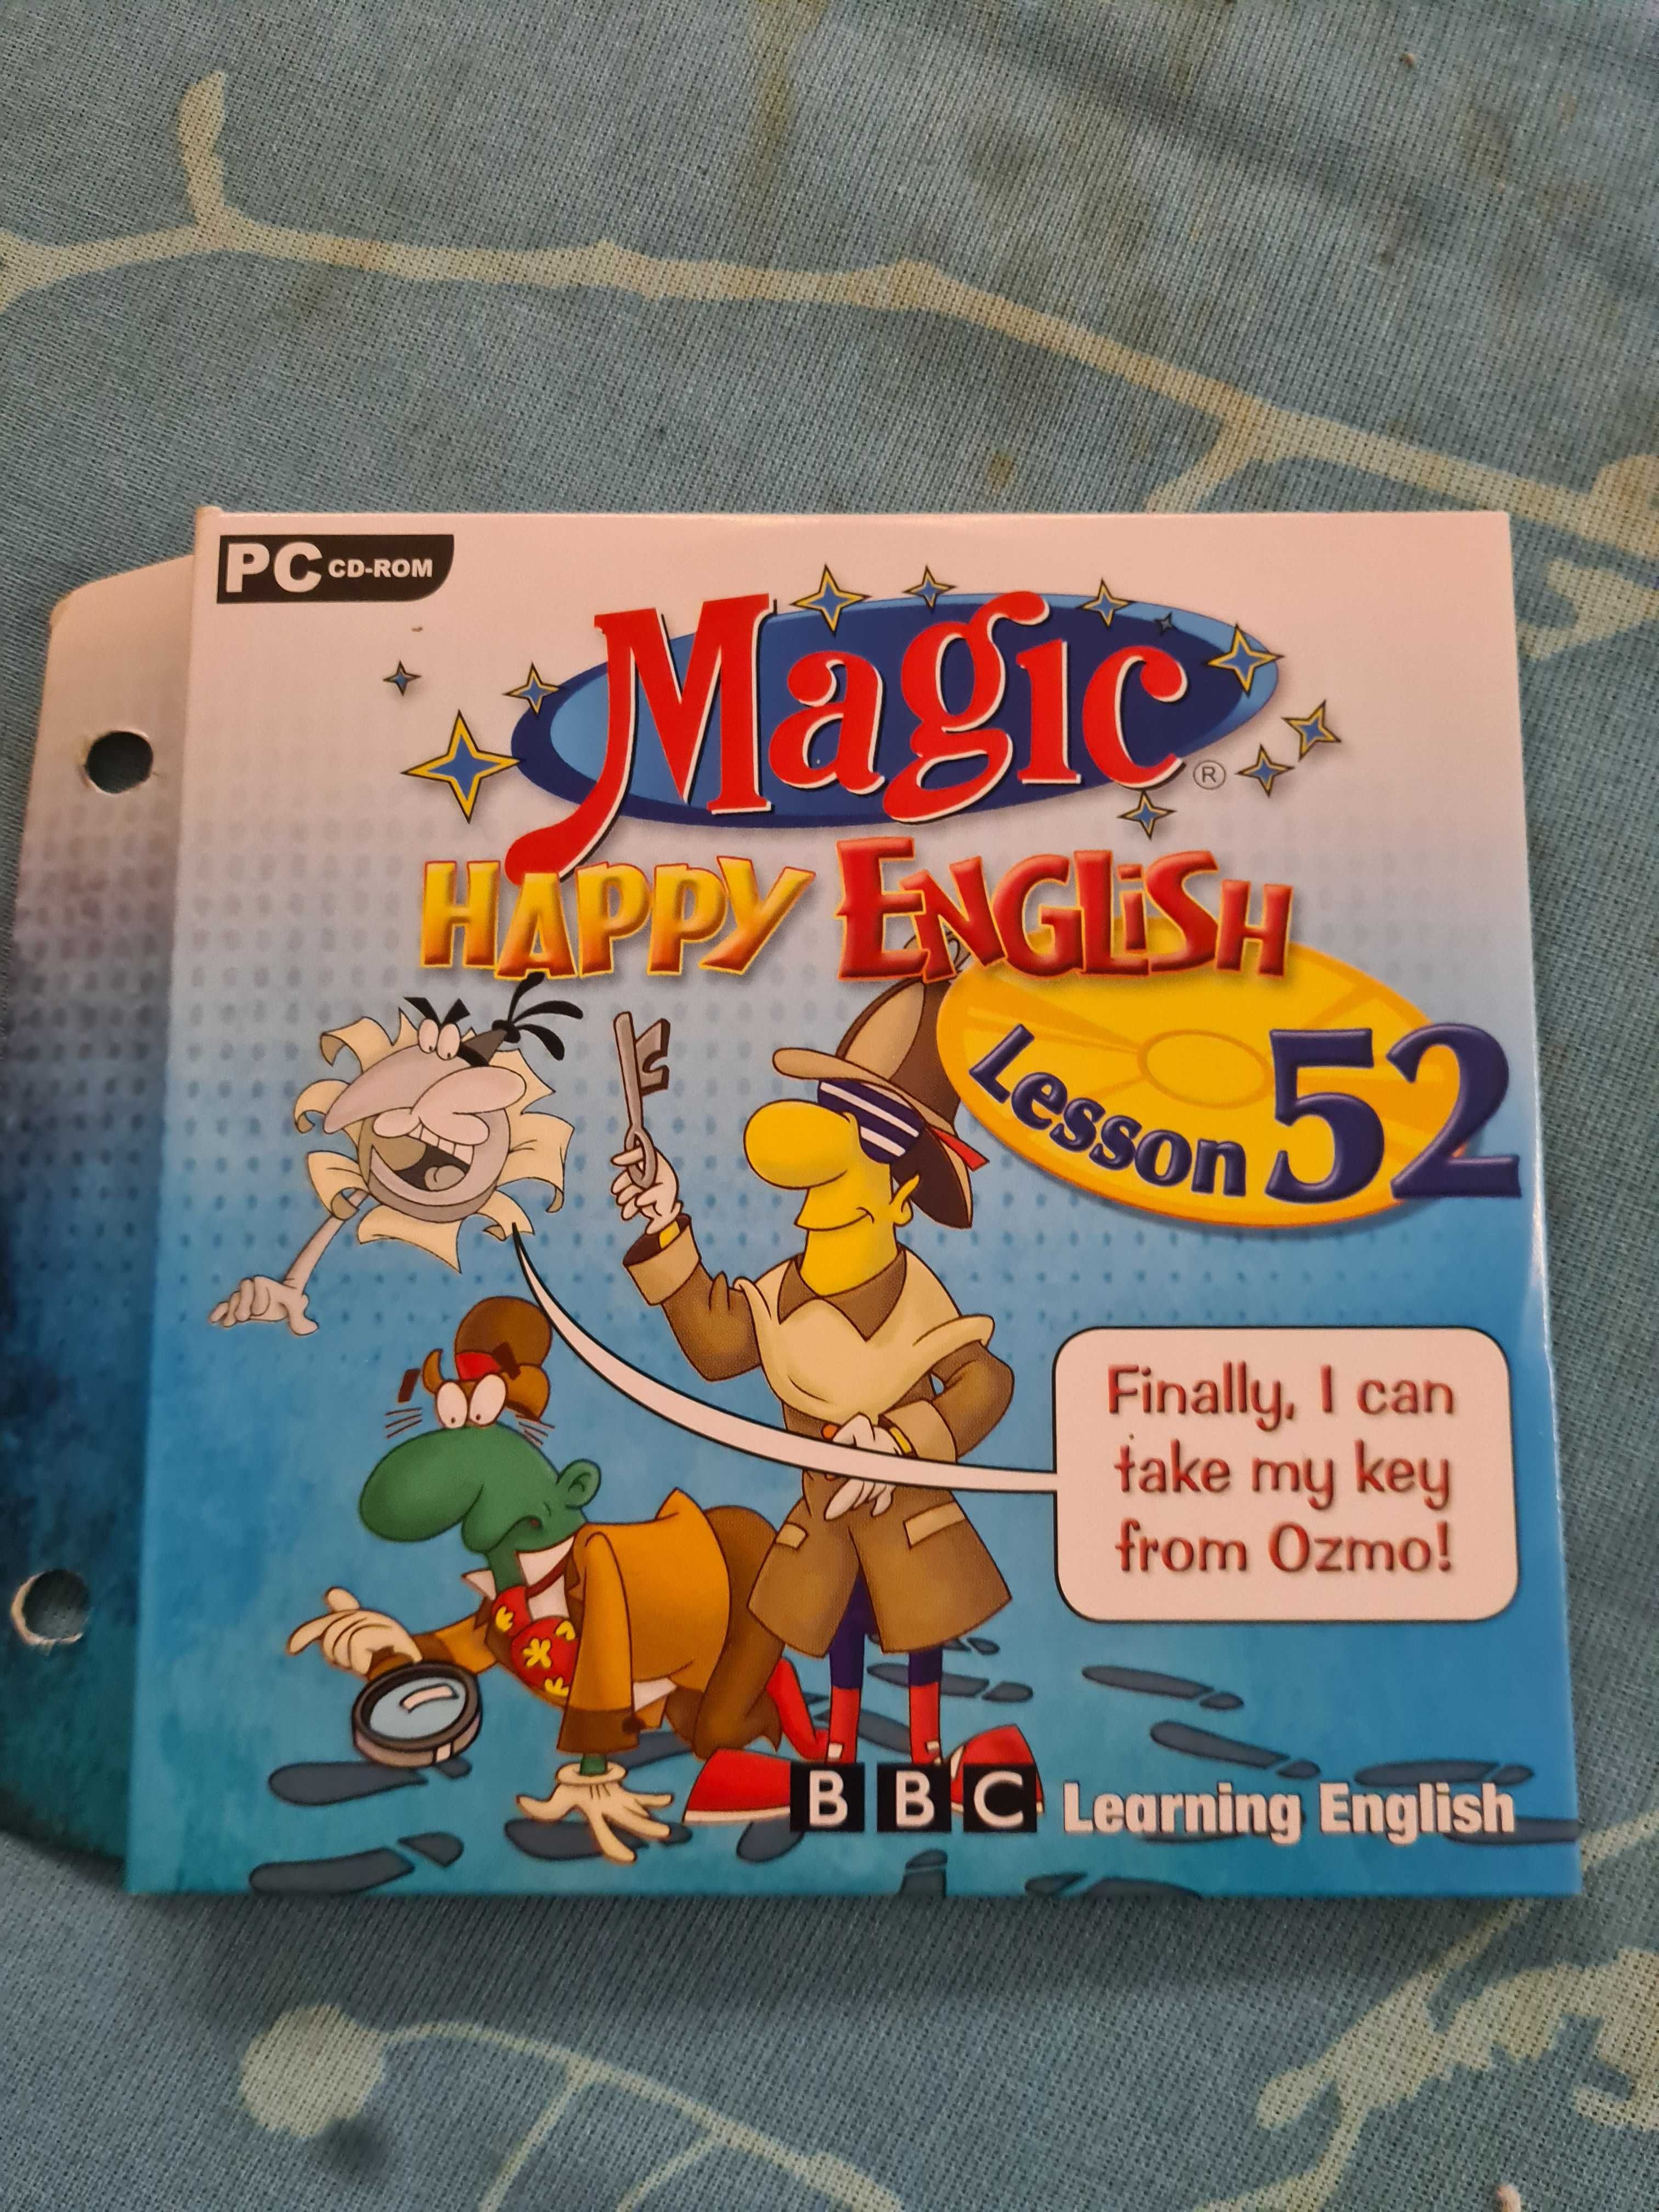 PC CD-ROM
Magic ®
HAPPY ENGLiSH
Lesson 52
Finally, I can
take my key
from Ozmo!
BBC Learning English